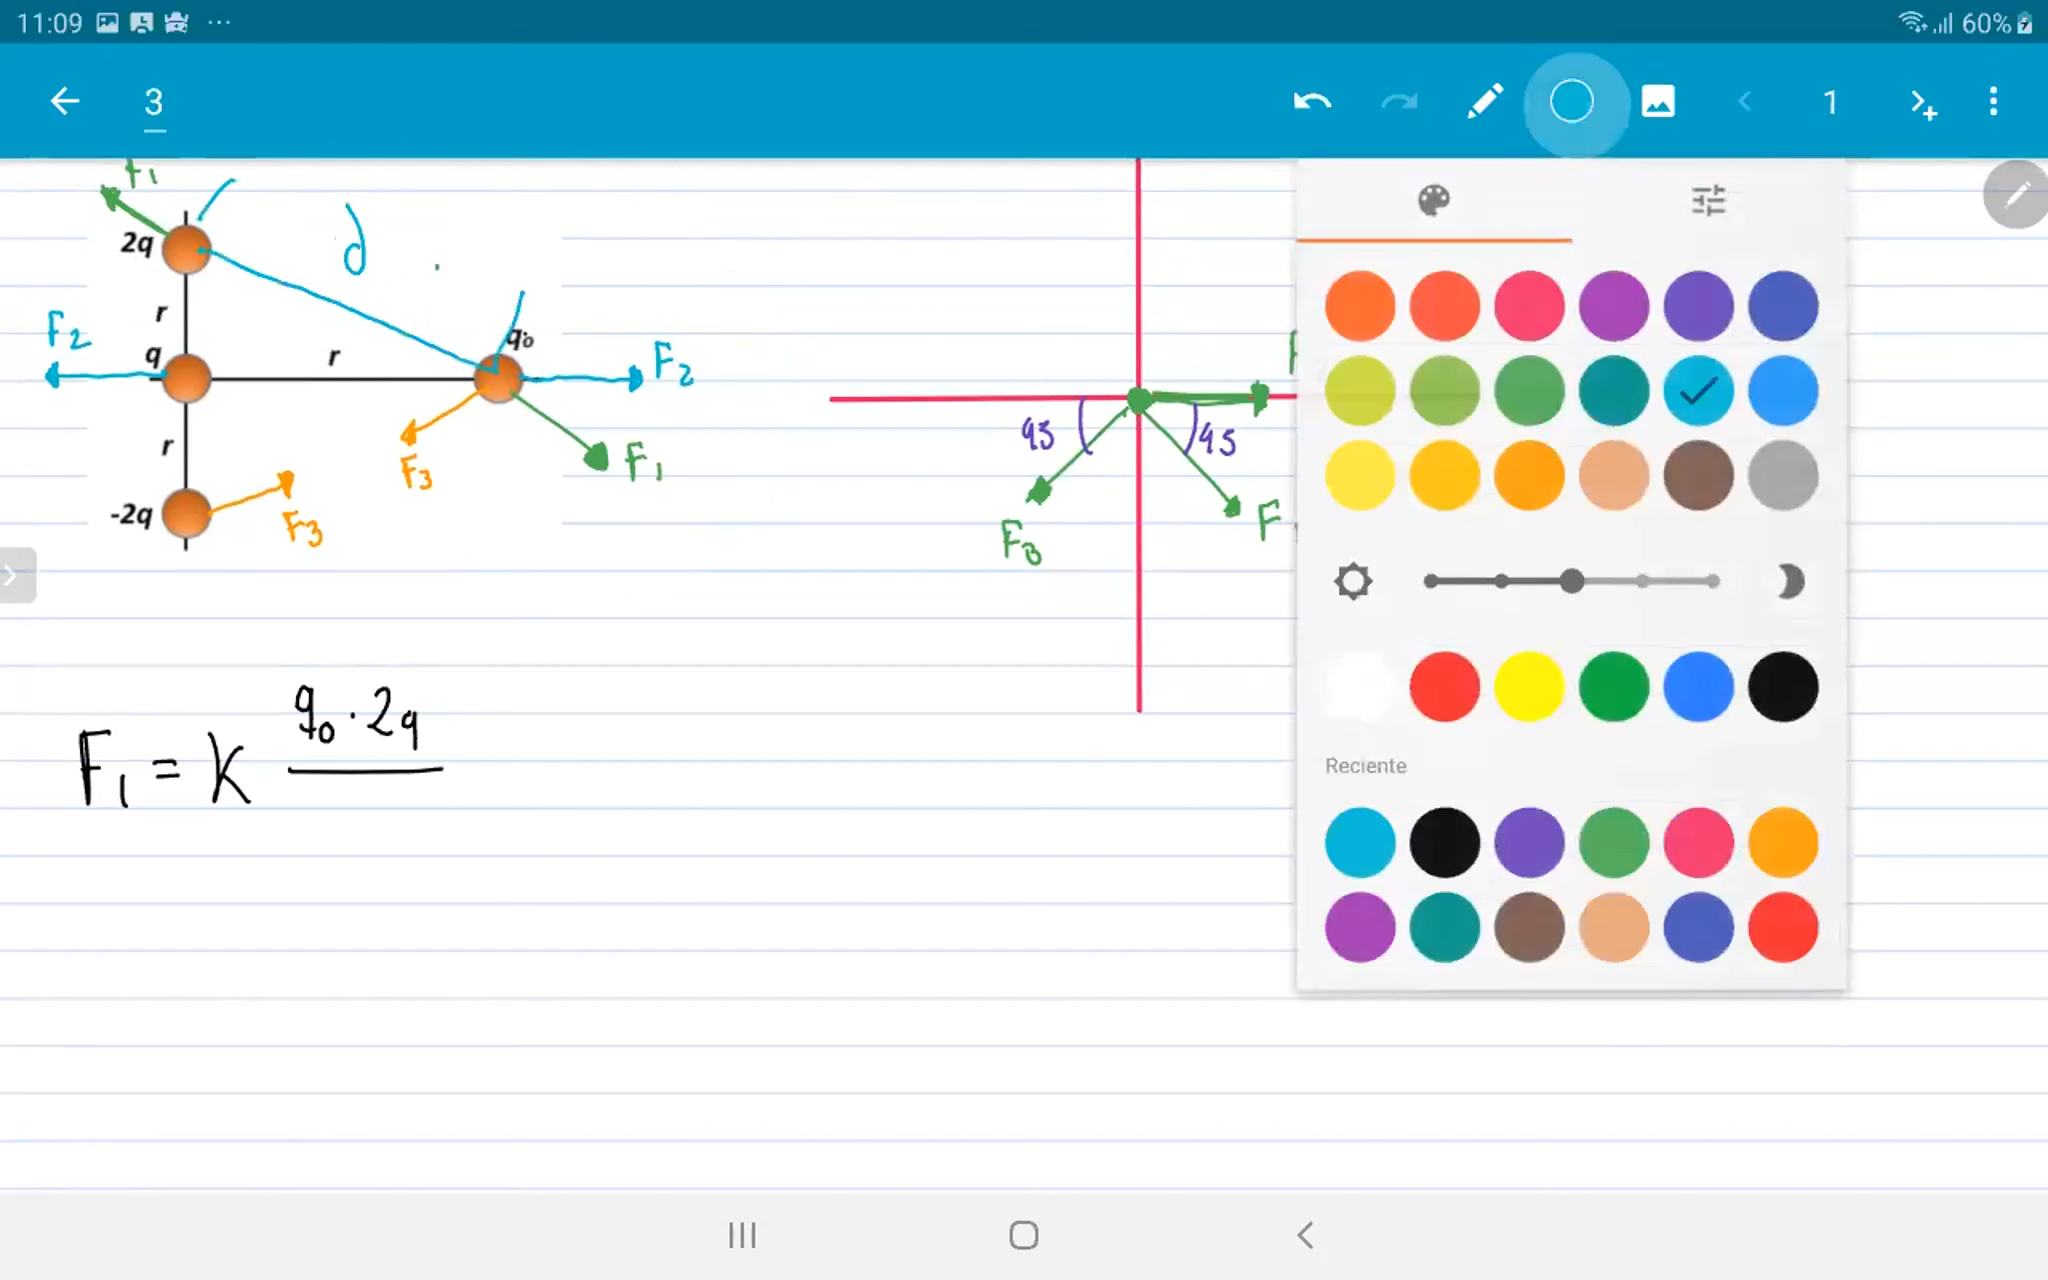 11:09 ... 60%
3 1
F1
2q
d
r
F2
q
r
q0
F2
r
F3
F1
-2q
F3
45 45
F3 F
F1 = K q0 · 2q
Reciente